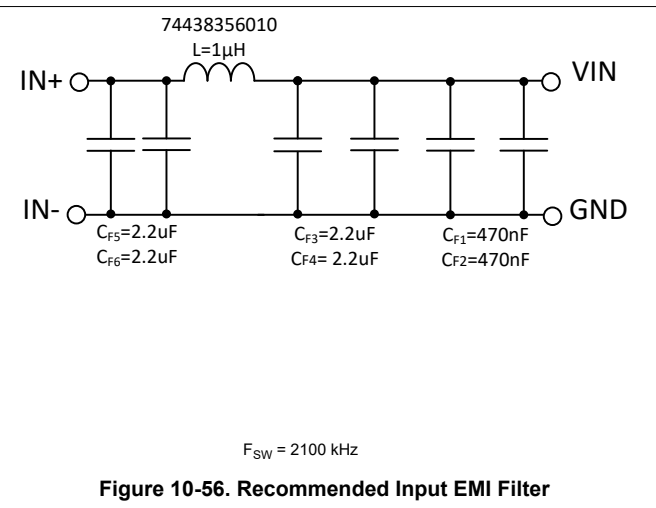 74438356010
L=1µH
IN+
VIN
IN-
GND
CF5=2.2uF
CF6=2.2uF
CF3=2.2uF
CF4= 2.2uF
CF1=470nF
CF2=470nF
FSW = 2100 kHz
Figure 10-56. Recommended Input EMI Filter